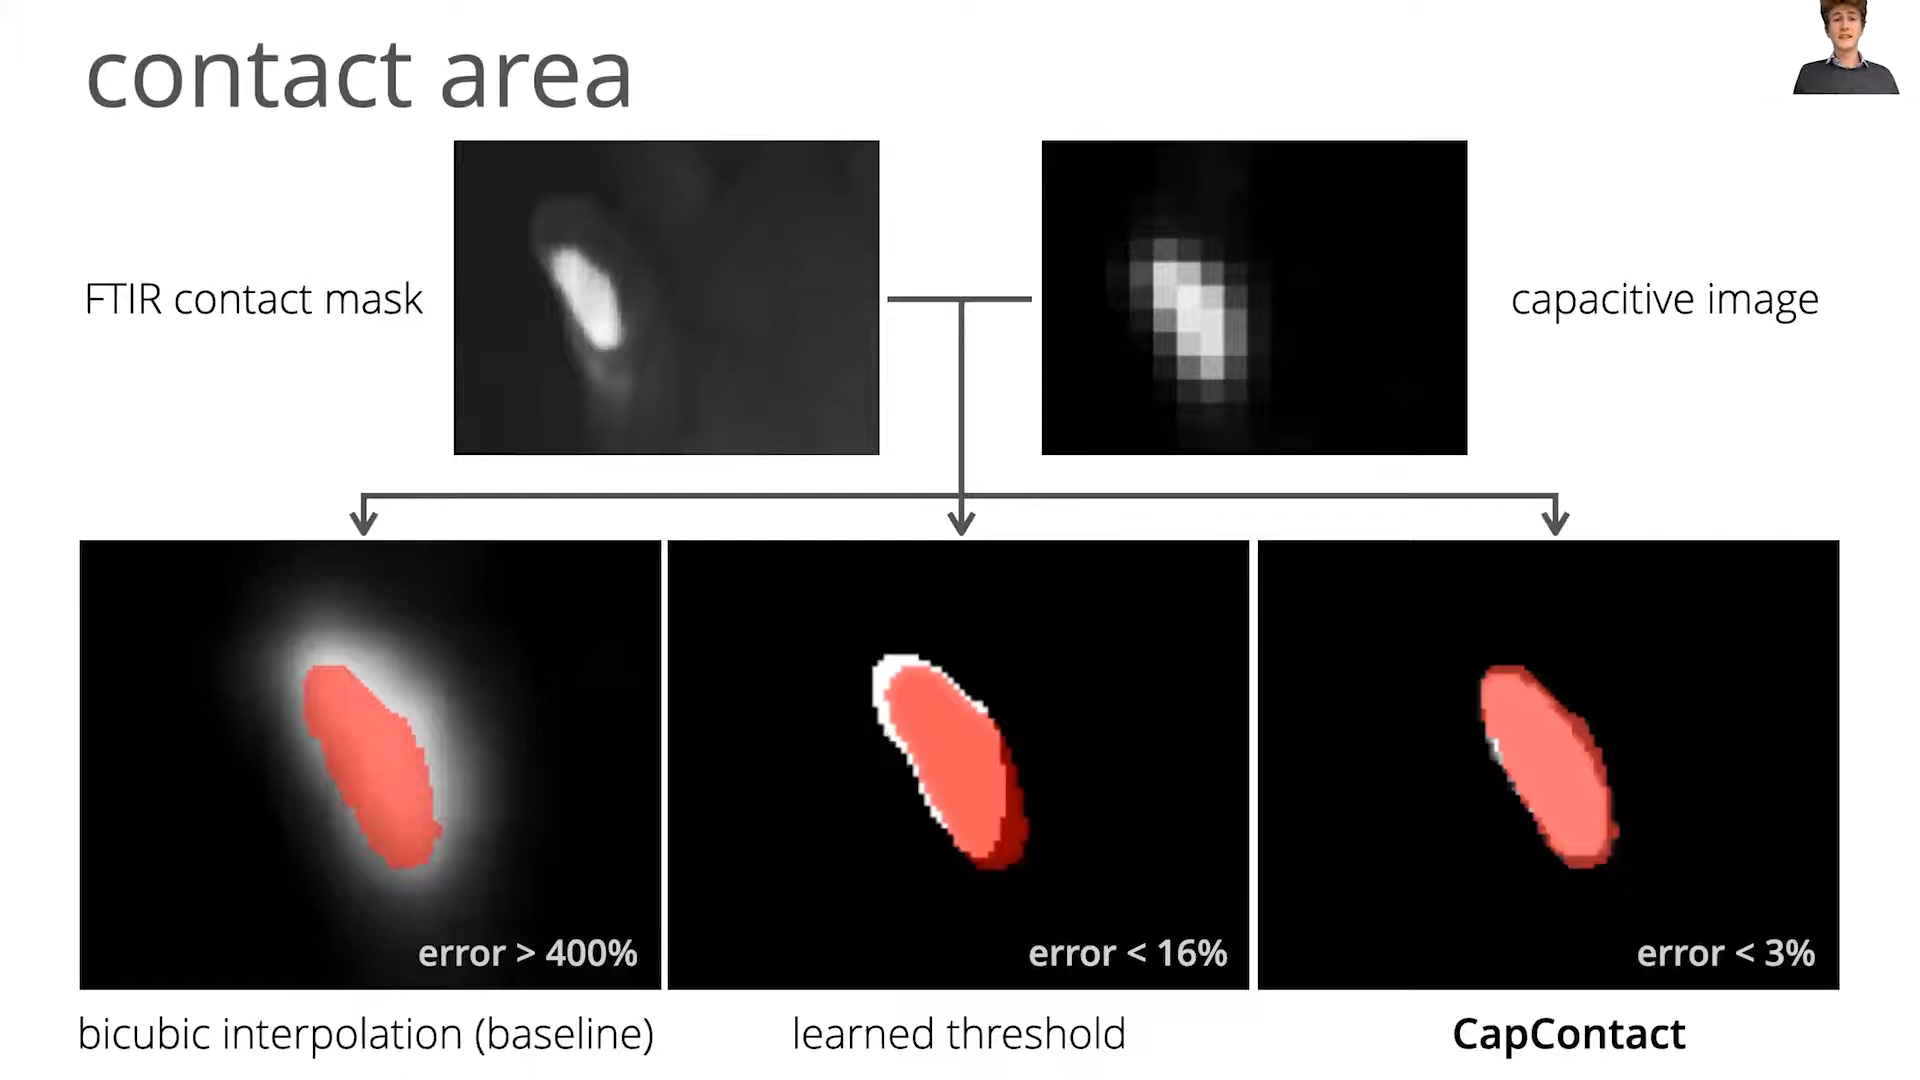 contact area
FTIR contact mask
capacitive image
error > 400%
error < 16%
error < 3%
bicubic interpolation (baseline)
learned threshold
CapContact